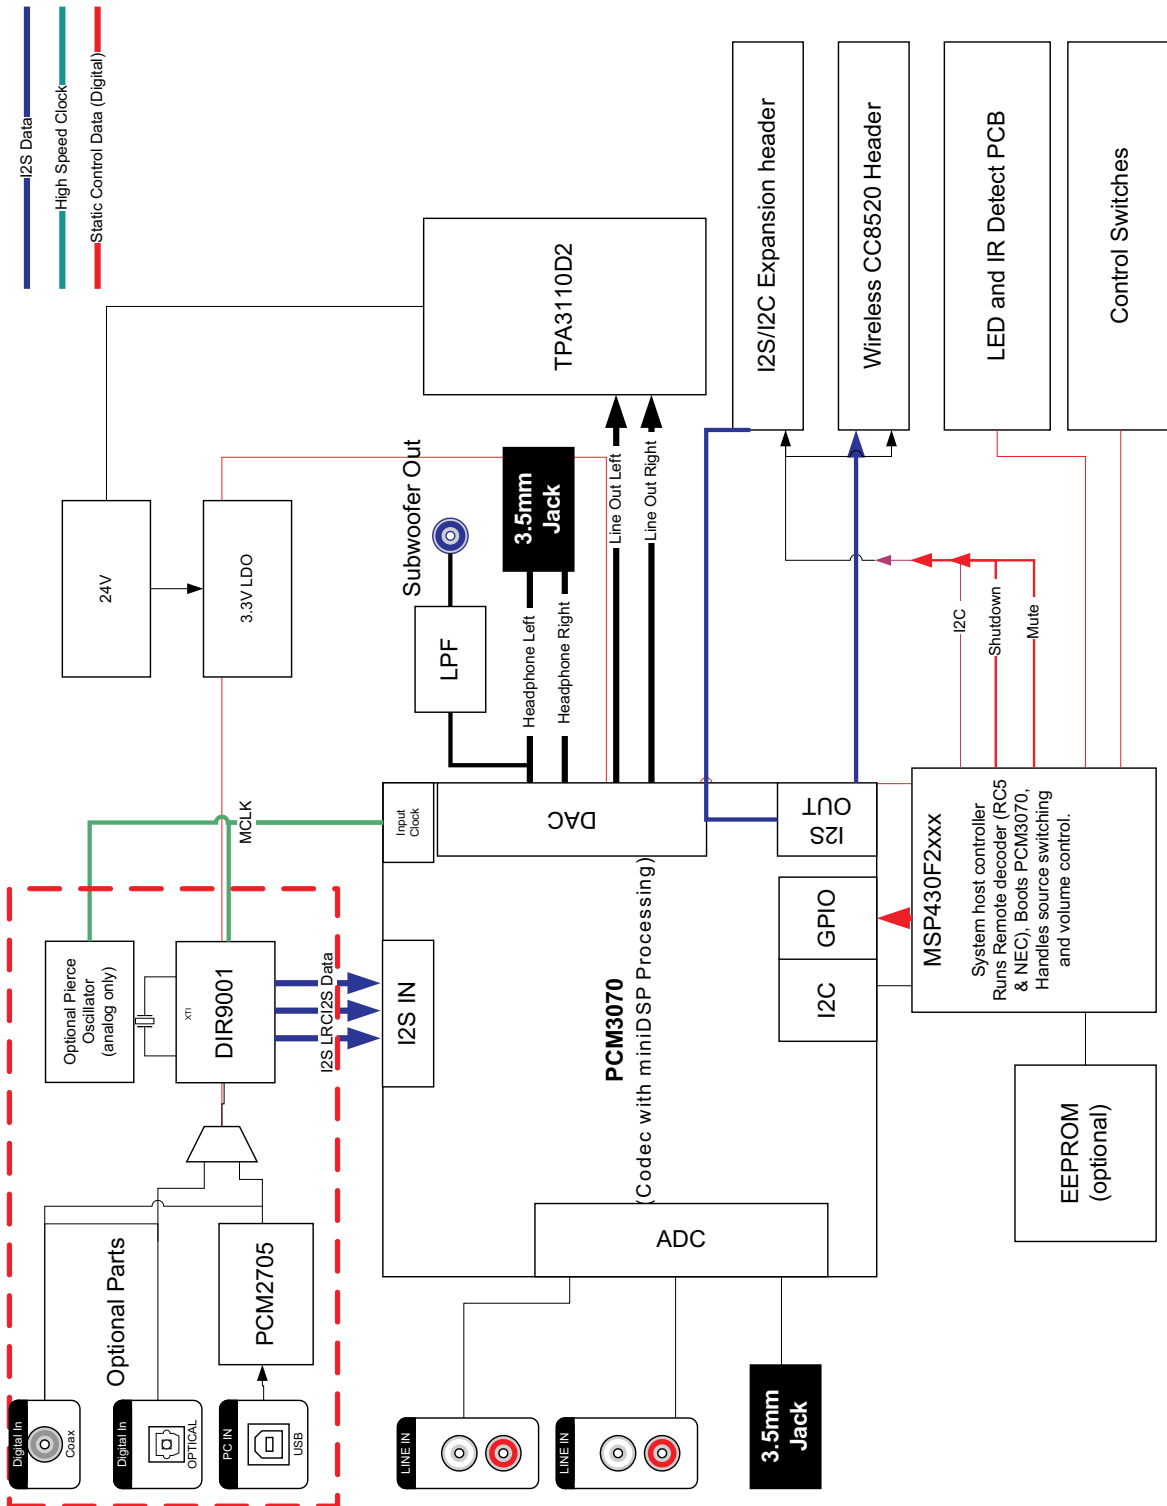 Digital In
Coax
Digital In
OPTICAL
PC IN
USB
Optional Parts
PCM2705
Optional Pierce
Oscillator
(analog only)
XTI
DIR9001
I2S LRC
I2S Data
MCLK
24V
3.3V LDO
I2S Data
High Speed Clock
Static Control Data (Digital)
LINE IN
LINE IN
3.5mm
Jack
ADC
I2S IN
Input
Clock
PCM3070
(Codec with miniDSP Processing)
DAC
I2C
GPIO
I2S
OUT
LPF
Subwoofer Out
3.5mm
Jack
Headphone Left
Headphone Right
Line Out Left
Line Out Right
TPA3110D2
EEPROM
(optional)
MSP430F2xxx
System host controller
Runs Remote decoder (RC5
& NEC), Boots PCM3070,
Handles source switching
and volume control.
I2C
Shutdown
Mute
I2S/I2C Expansion header
Wireless CC8520 Header
LED and IR Detect PCB
Control Switches